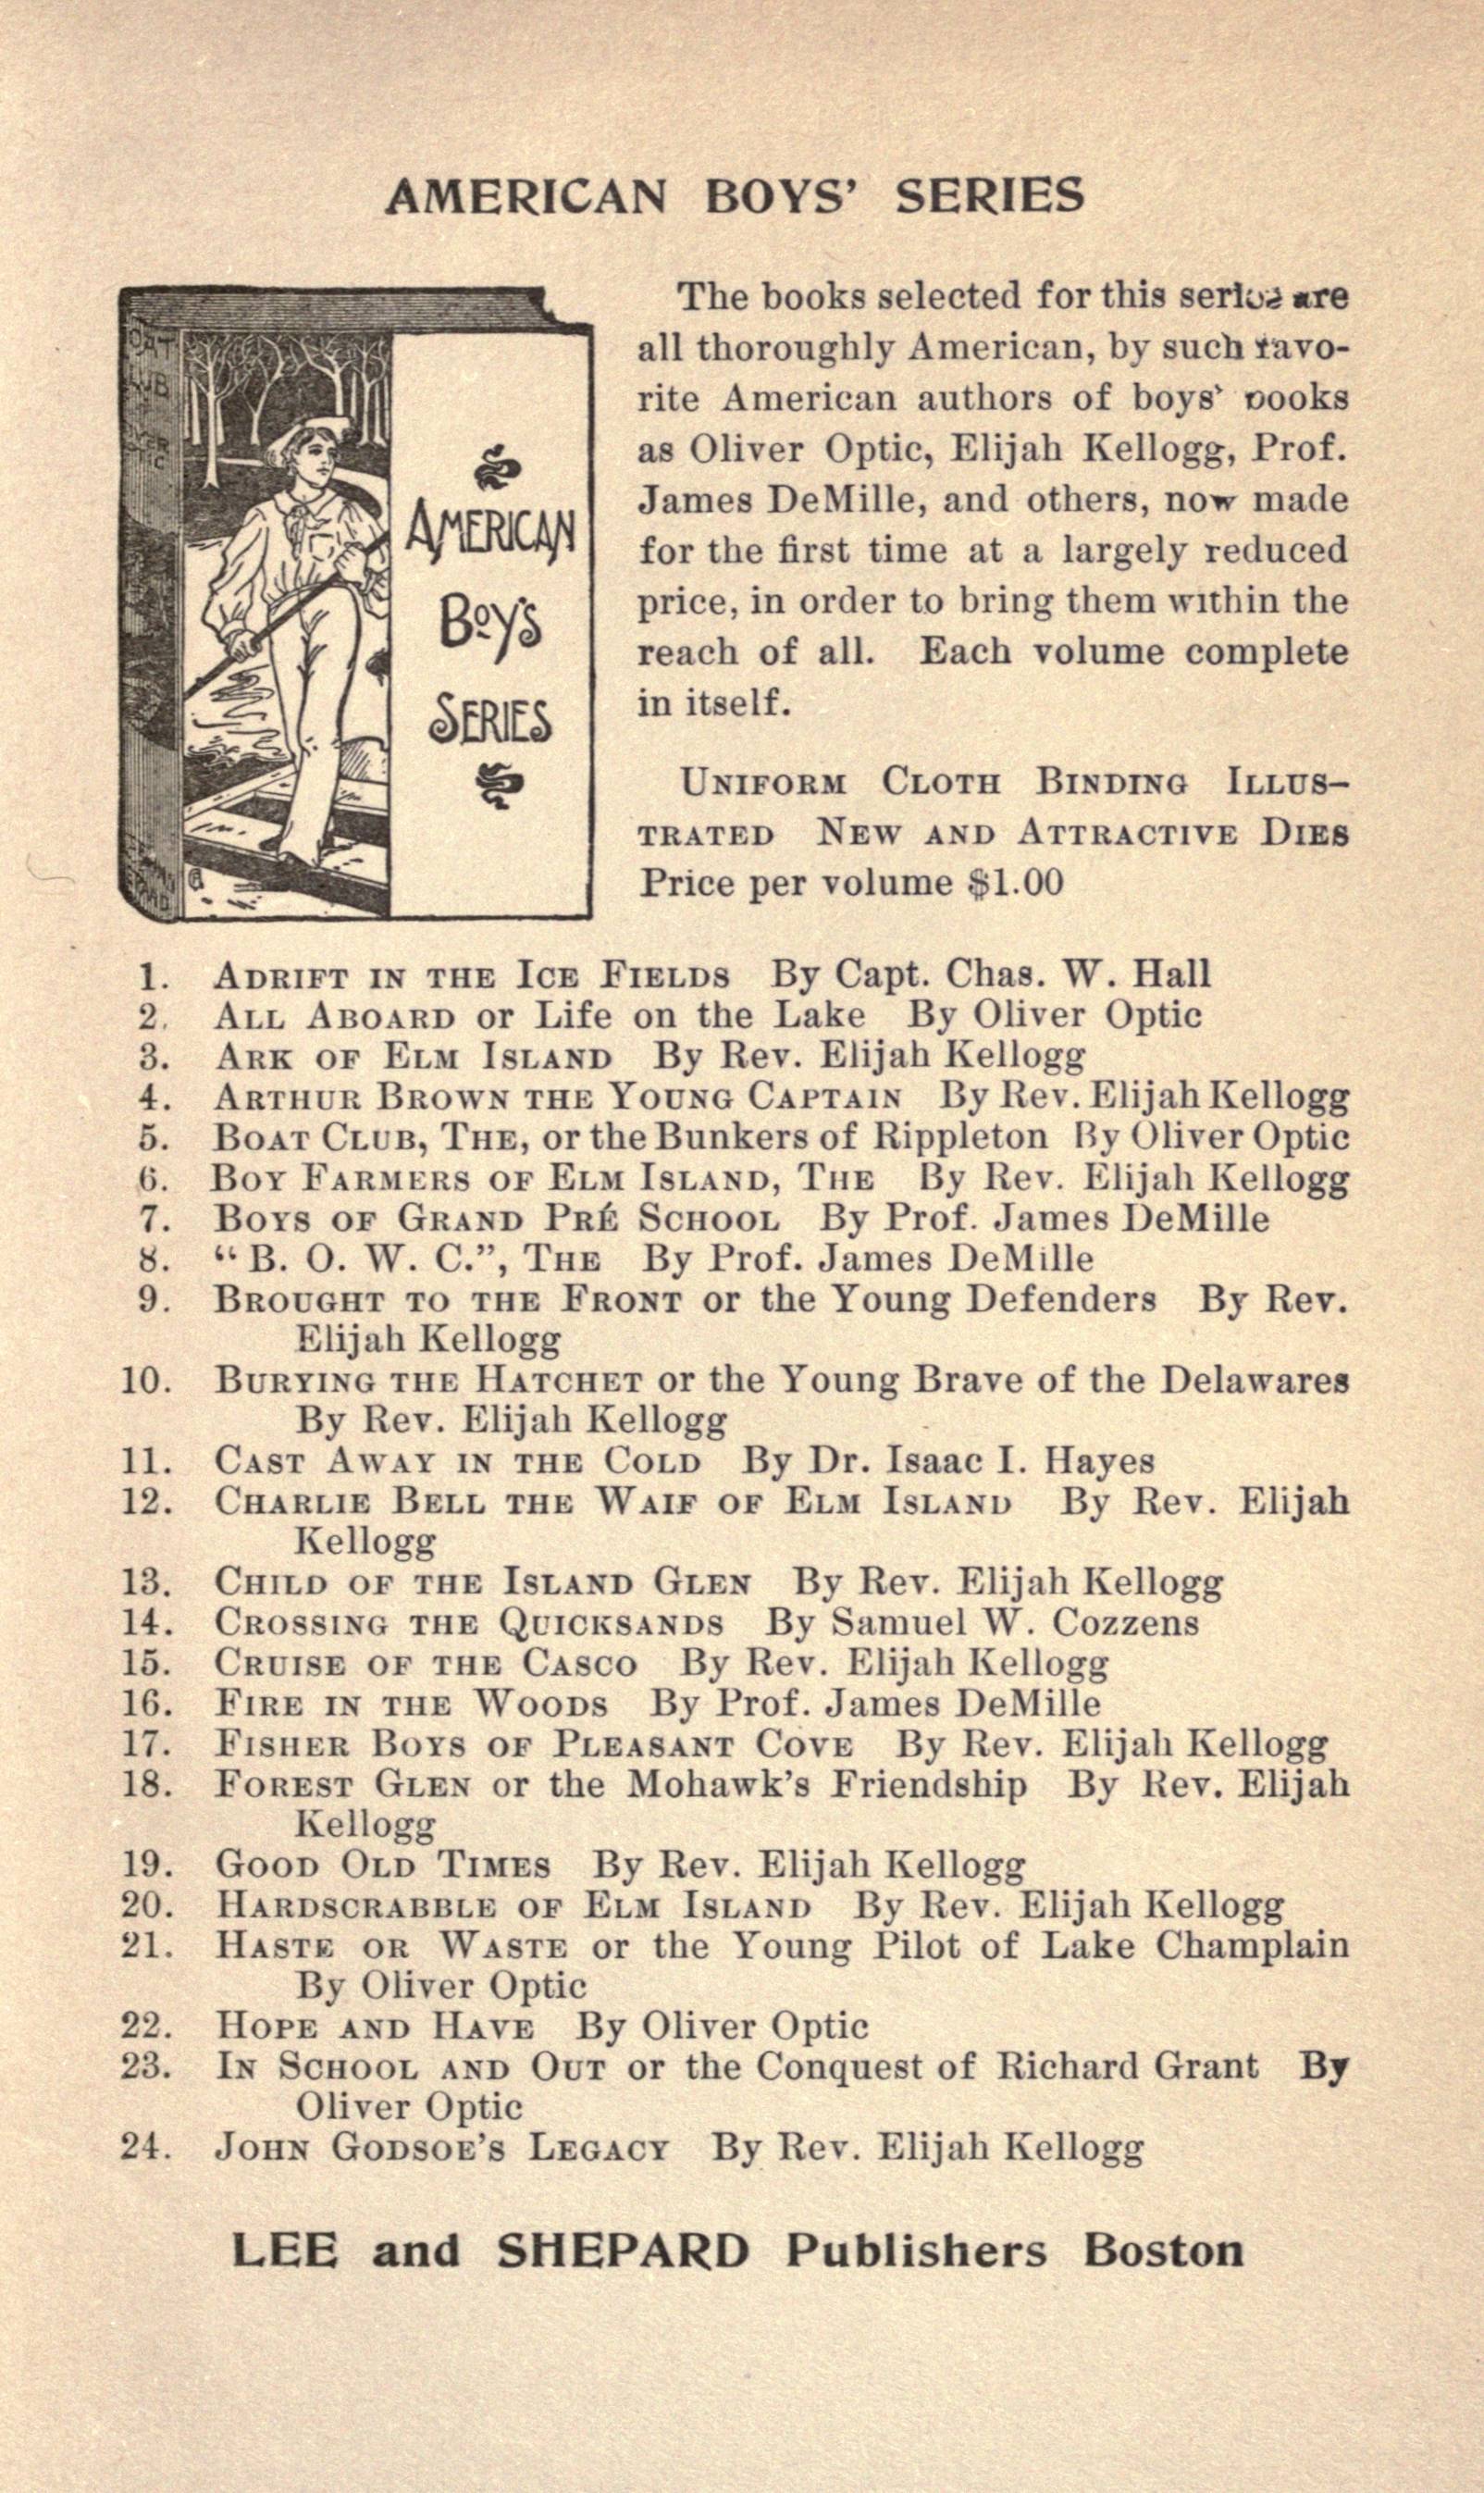 AMERICAN BOYS' SERIES
AMERICAN
BOYS
SERIES
The books selected for this series are
all thoroughly American, by such favo-
rite American authors of boys' books
as Oliver Optic, Elijah Kellogg, Prof.
James DeMille, and others, now made
for the first time at a largely reduced
price, in order to bring them within the
reach of all. Each volume complete
in itself.
UNIFORM CLOTH BINDING ILLUS-
TRATED NEW AND ATTRACTIVE DIES
Price per volume $1.00
1. ADRIFT IN THE ICE FIELDS By Capt. Chas. W. Hall
2. ALL ABOARD or Life on the Lake By Oliver Optic
3. ARK OF ELM ISLAND By Rev. Elijah Kellogg
4. ARTHUR BROWN THE YOUNG CAPTAIN By Rev. Elijah Kellogg
5. BOAT CLUB, THE, or the Bunkers of Rippleton By Oliver Optic
6. BOY FARMERS OF ELM ISLAND, THE By Rev. Elijah Kellogg
7. BOYS OF GRAND PRÉ SCHOOL By Prof. James DeMille
8. "B. O. W. C.", THE By Prof. James DeMille
9. BROUGHT TO THE FRONT or the Young Defenders By Rev.
Elijah Kellogg
10. BURYING THE HATCHET or the Young Brave of the Delawares
By Rev. Elijah Kellogg
11. CAST AWAY IN THE COLD By Dr. Isaac I. Hayes
12. CHARLIE BELL THE WAIF OF ELM ISLAND By Rev. Elijah
Kellogg
13. CHILD OF THE ISLAND GLEN By Rev. Elijah Kellogg
14. CROSSING THE QUICKSANDS By Samuel W. Cozzens
15. CRUISE OF THE CASCO By Rev. Elijah Kellogg
16. FIRE IN THE WOODS By Prof. James DeMille
17. FISHER BOYS OF PLEASANT COVE By Rev. Elijah Kellogg
18. FOREST GLEN or the Mohawk's Friendship By Rev. Elijah
Kellogg
19. GOOD OLD TIMES By Rev. Elijah Kellogg
20. HARDSCRABBLE OF ELM ISLAND By Rev. Elijah Kellogg
21. HASTE OR WASTE or the Young Pilot of Lake Champlain
By Oliver Optic
22. HOPE AND HAVE By Oliver Optic
23. IN SCHOOL AND OUT or the Conquest of Richard Grant By
Oliver Optic
24. JOHN GODSOE'S LEGACY By Rev. Elijah Kellogg
LEE and SHEPARD Publishers Boston